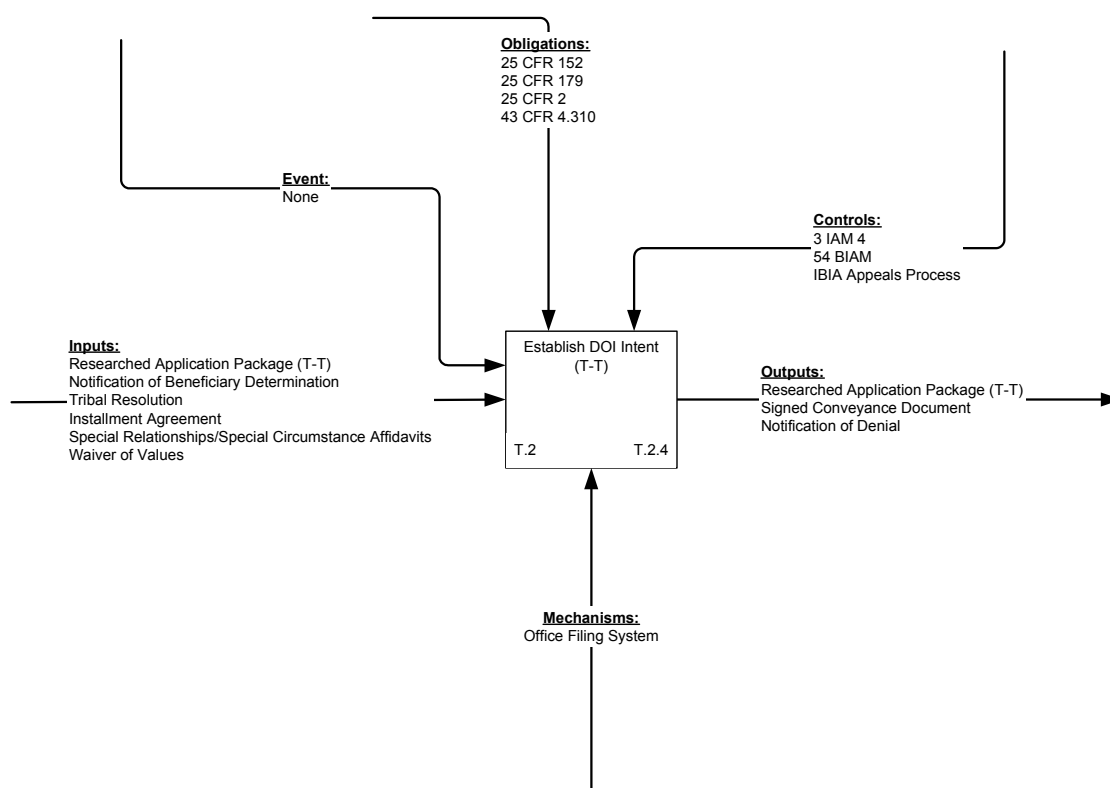 Obligations:
25 CFR 152
25 CFR 179
25 CFR 2
43 CFR 4.310
Event:
None
Controls:
3 IAM 4
54 BIAM
IBIA Appeals Process
Inputs:
Researched Application Package (T-T)
Notification of Beneficiary Determination
Tribal Resolution
Installment Agreement
Special Relationships/Special Circumstance Affidavits
Waiver of Values
Establish DOI Intent
(T-T)
T.2
T.2.4
Outputs:
Researched Application Package (T-T)
Signed Conveyance Document
Notification of Denial
Mechanisms:
Office Filing System